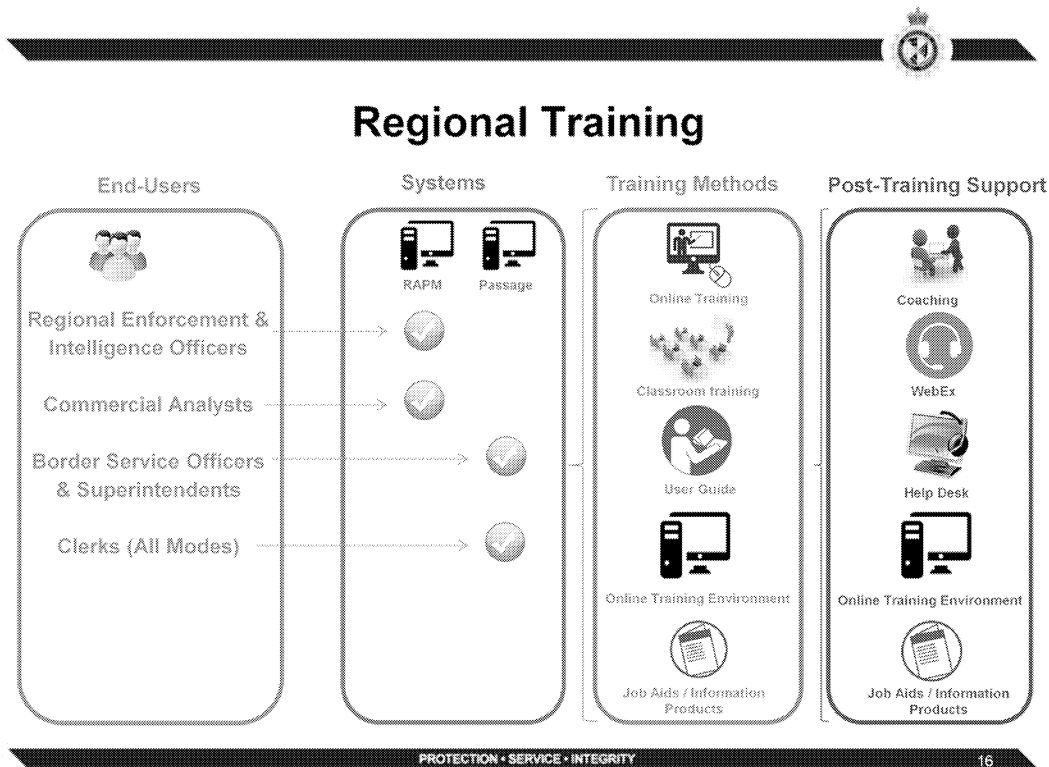 Regional Training
End-Users
Regional Enforcement &
Intelligence Officers
Commercial Analysts
Border Service Officers
& Superintendents
Clerks (All Modes)
Systems
RAPM
Passage
Training Methods
Online Training
Classroom training
User Guide
Online Training Environment
Job Aids / Information
Products
Post-Training Support
Coaching
WebEx
Help Desk
Online Training Environment
Job Aids / Information
Products
PROTECTION • SERVICE • INTEGRITY
16